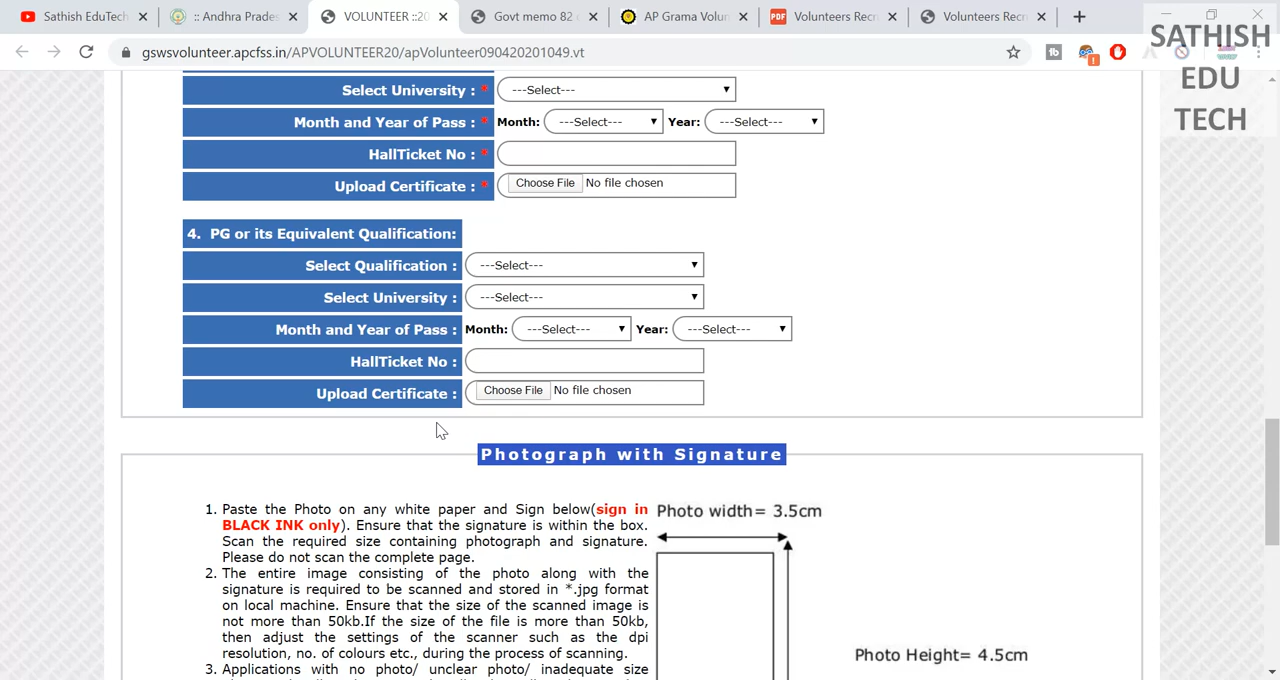 Sathish EduTech
:: Andhra Prades
VOLUNTEER ::20
Govt memo 82
AP Grama Volun
PDF
Volunteers Recru
Volunteers Recr
gswsvolunteer.apcfss.in/APVOLUNTEER20/apVolunteer090420201049.vt
SATHISH
EDU
TECH
Select University : * ---Select---
Month and Year of Pass : * Month: ---Select--- Year: ---Select---
HallTicket No : *
Upload Certificate : * Choose File No file chosen
4. PG or its Equivalent Qualification:
Select Qualification : ---Select---
Select University : ---Select---
Month and Year of Pass : Month: ---Select--- Year: ---Select---
HallTicket No :
Upload Certificate : Choose File No file chosen
Photograph with Signature
1. Paste the Photo on any white paper and Sign below(sign in
BLACK INK only). Ensure that the signature is within the box.
Scan the required size containing photograph and signature.
Please do not scan the complete page.
2. The entire image consisting of the photo along with the
signature is required to be scanned and stored in *.jpg format
on local machine. Ensure that the size of the scanned image is
not more than 50kb.If the size of the file is more than 50kb,
then adjust the settings of the scanner such as the dpi
resolution, no. of colours etc., during the process of scanning.
3. Applications with no photo/ unclear photo/ inadequate size
Photo width= 3.5cm
Photo Height= 4.5cm